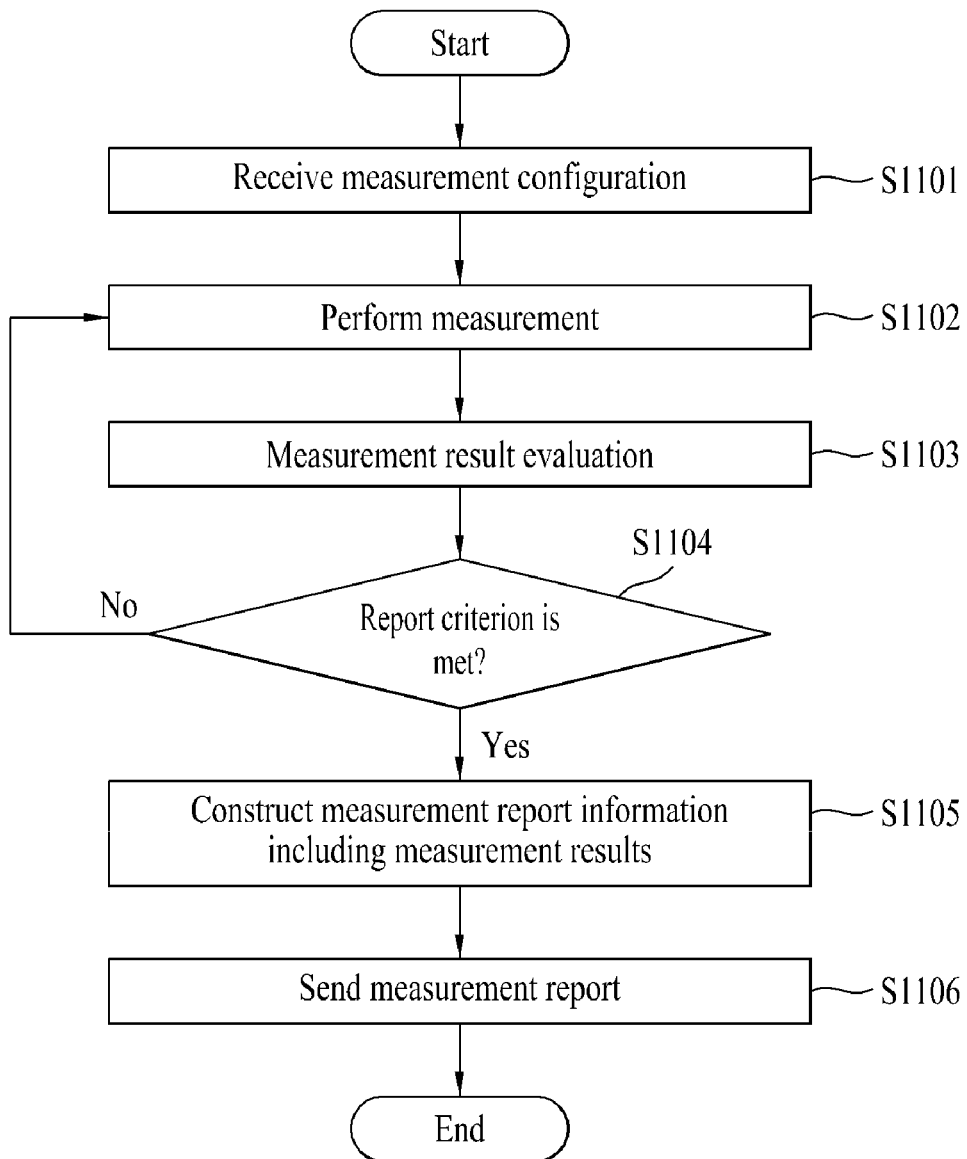 Start
Receive measurement configuration
S1101
Perform measurement
S1102
Measurement result evaluation
S1103
S1104
No
Report criterion is
met?
Yes
Construct measurement report information
including measurement results
S1105
Send measurement report
S1106
End